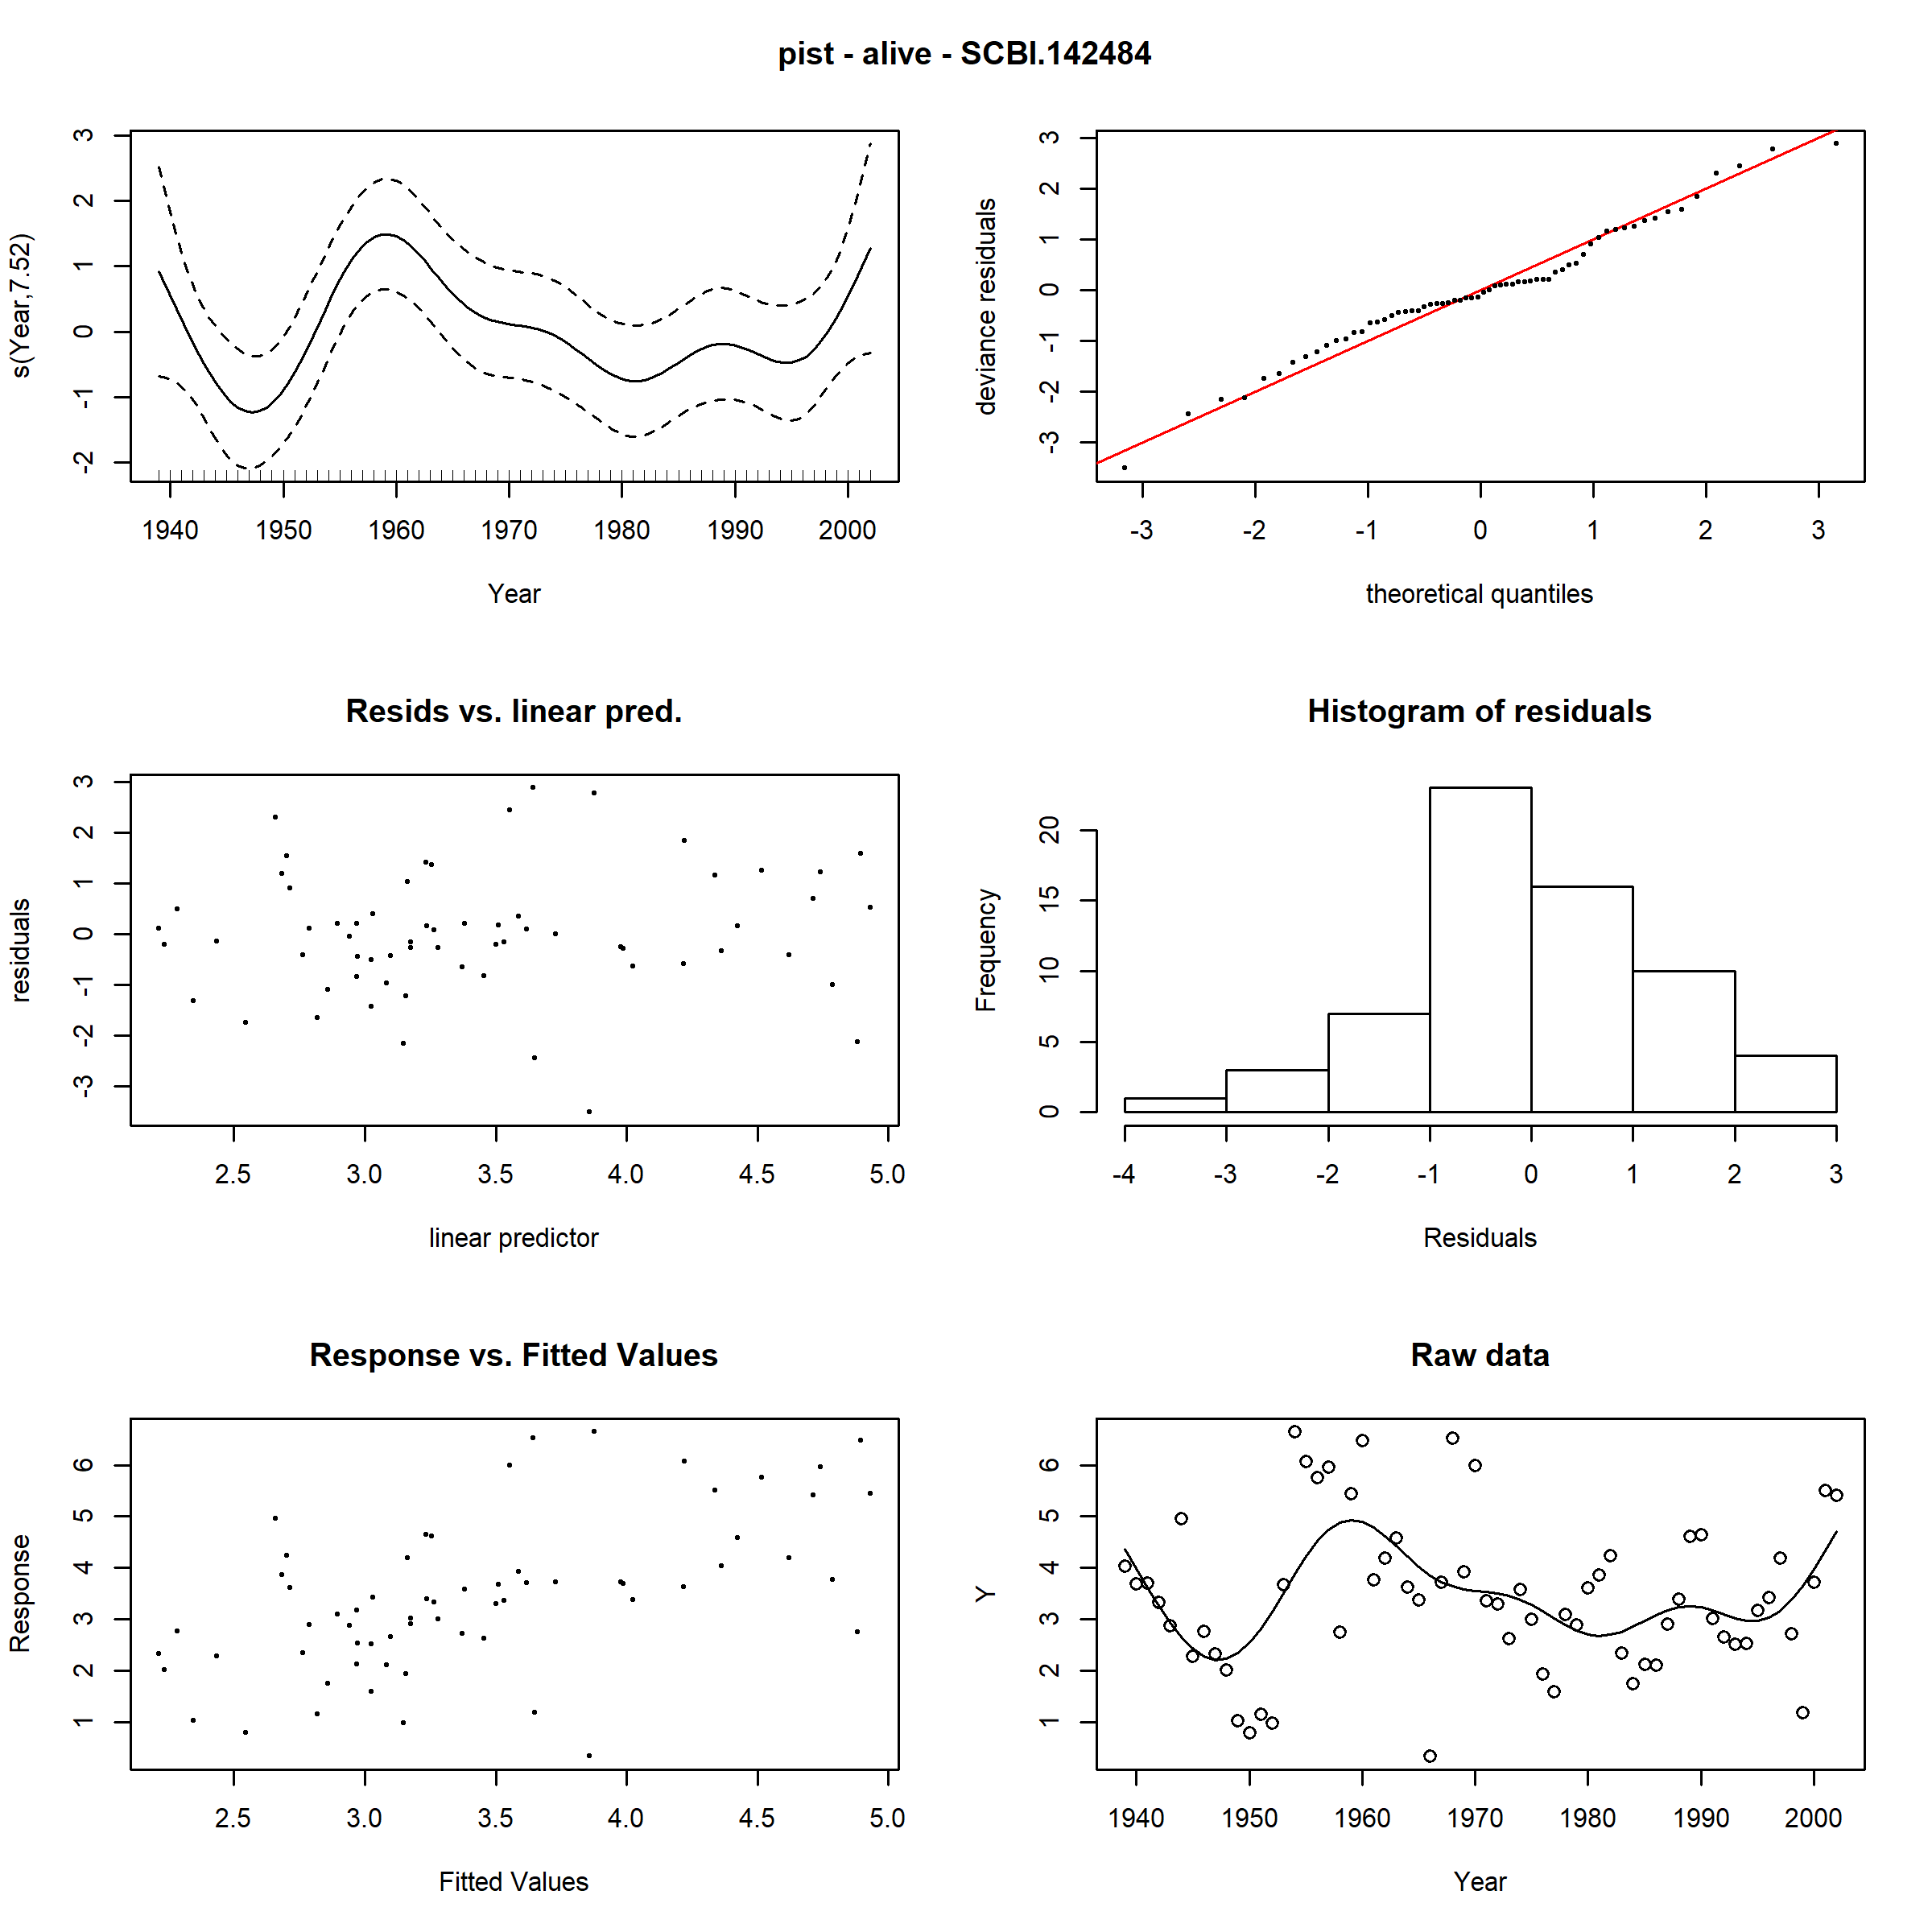 pist - alive - SCBI.142484
s(Year,7.52)
3
2
1
0
-1
-2
1940 1950 1960 1970 1980 1990 2000
Year
deviance residuals
3
2
1
0
-1
-2
-3
-3 -2 -1 0 1 2 3
theoretical quantiles
Resids vs. linear pred.
residuals
3
2
1
0
-1
-2
-3
2.5 3.0 3.5 4.0 4.5 5.0
linear predictor
Histogram of residuals
Frequency
20
15
10
5
0
-4 -3 -2 -1 0 1 2 3
Residuals
Response vs. Fitted Values
Response
6
5
4
3
2
1
2.5 3.0 3.5 4.0 4.5 5.0
Fitted Values
Raw data
Y
6
5
4
3
2
1
1940 1950 1960 1970 1980 1990 2000
Year